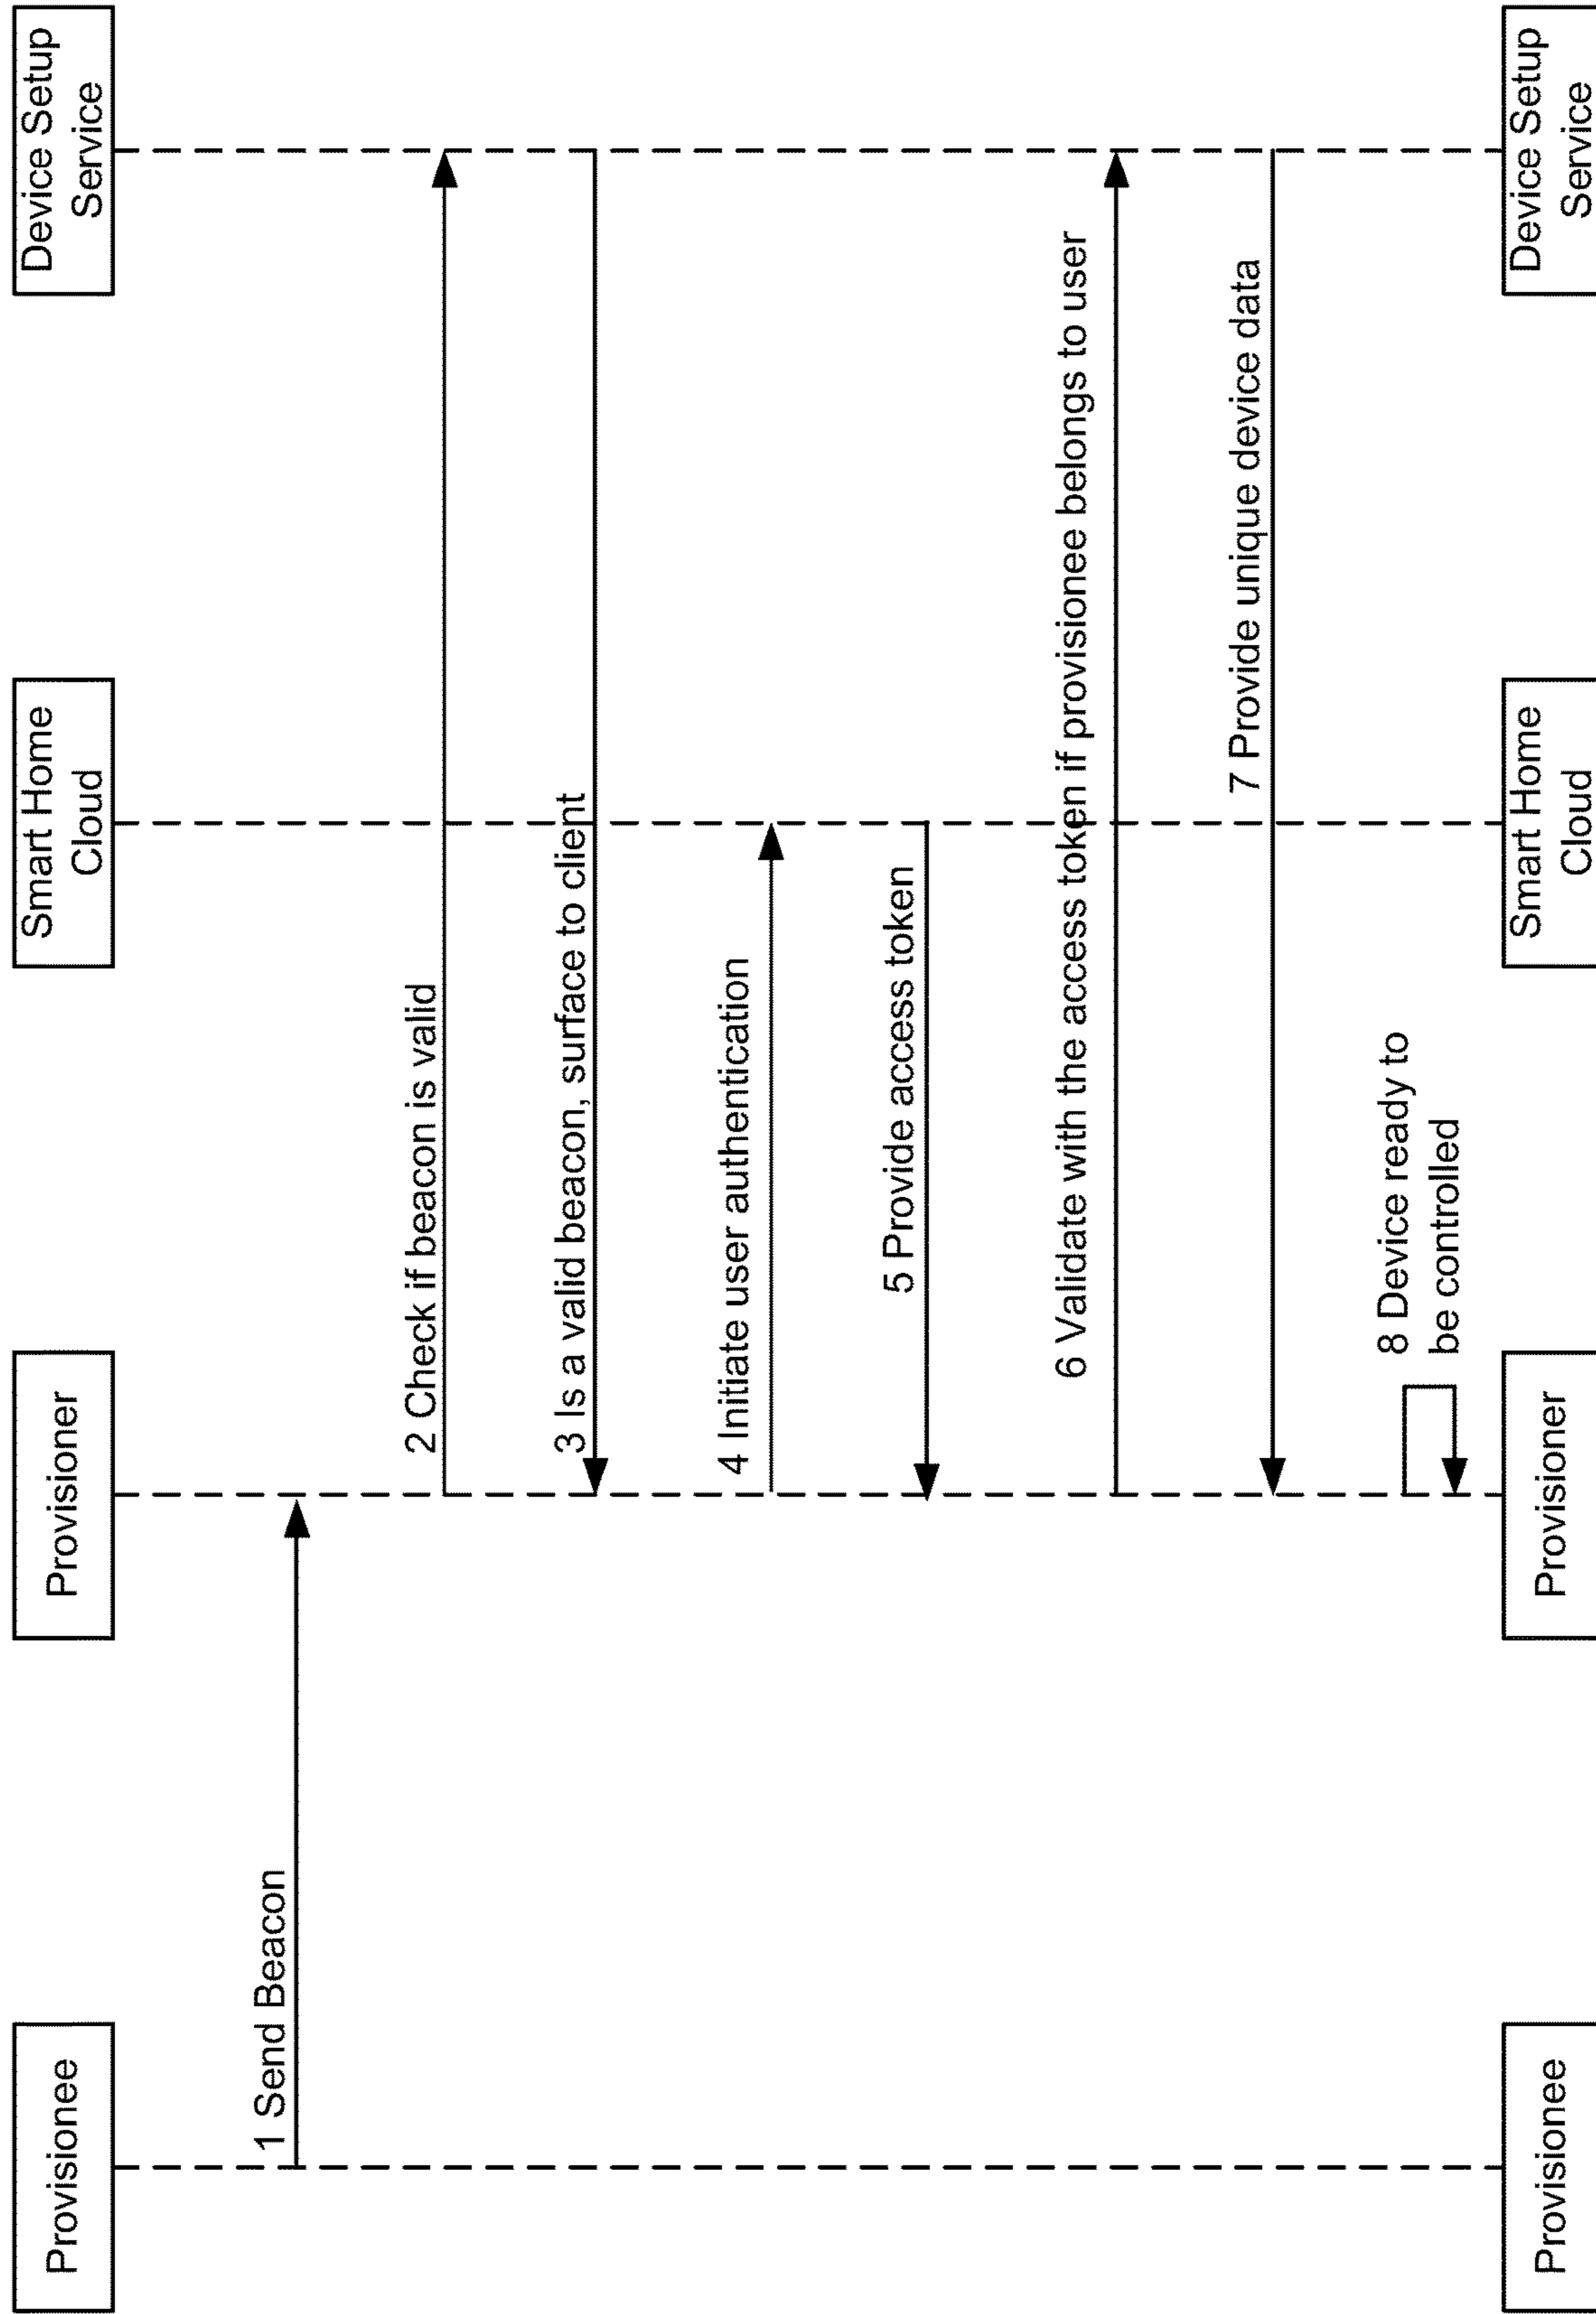 Provisionee
Provisioner
Smart Home
Cloud
Device Setup
Service
1 Send Beacon
2 Check if beacon is valid
3 Is a valid beacon, surface to client
4 Initiate user authentication
5 Provide access token
6 Validate with the access token if provisionee belongs to user
7 Provide unique device data
8 Device ready to
be controlled
Provisionee
Provisioner
Smart Home
Cloud
Device Setup
Service